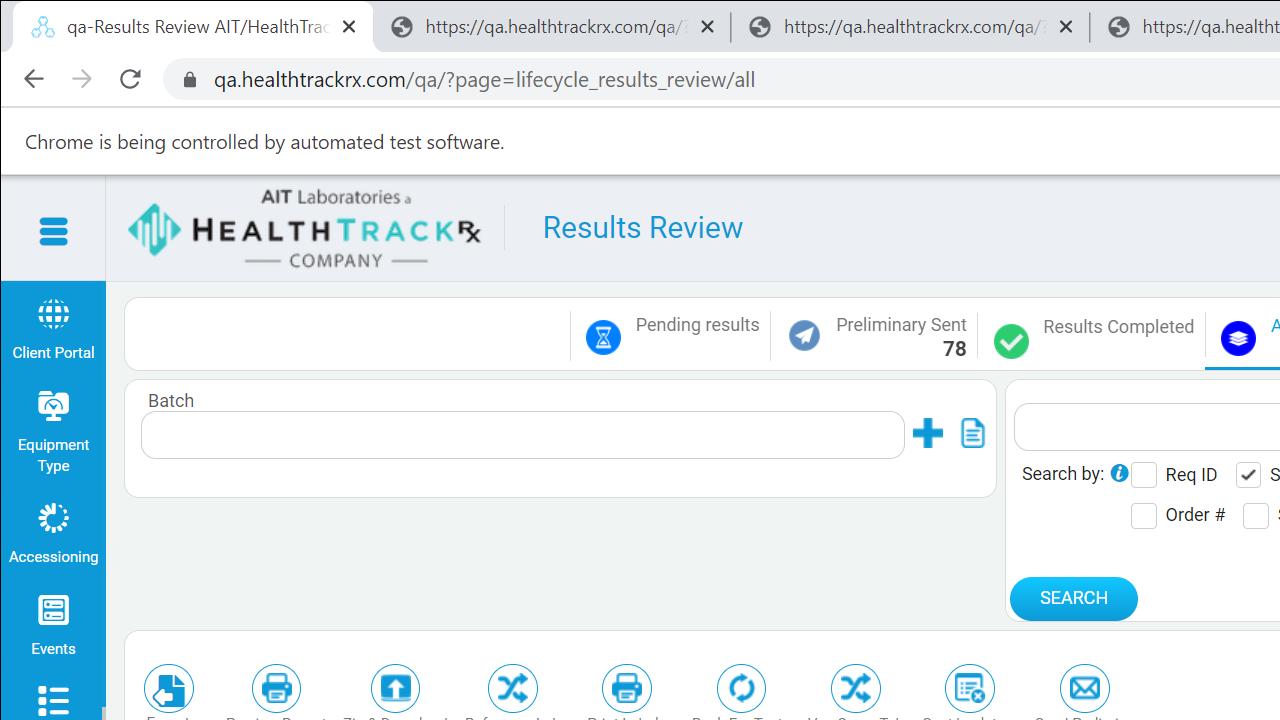 qa-Results Review AIT/HealthTrac
https://qa.healthtrackrx.com/qa/?
https://qa.healthtrackrx.com/qa/?
https://qa.healtht
qa.healthtrackrx.com/qa/?page=lifecycle_results_review/all
Chrome is being controlled by automated test software.
AIT Laboratories a
HEALTHTRACKRx
COMPANY
Results Review
Client Portal
Equipment
Type
Accessioning
Events
Pending results
Preliminary Sent
78
Results Completed
A
Batch
Search by:
Req ID
S
Order #
SEARCH